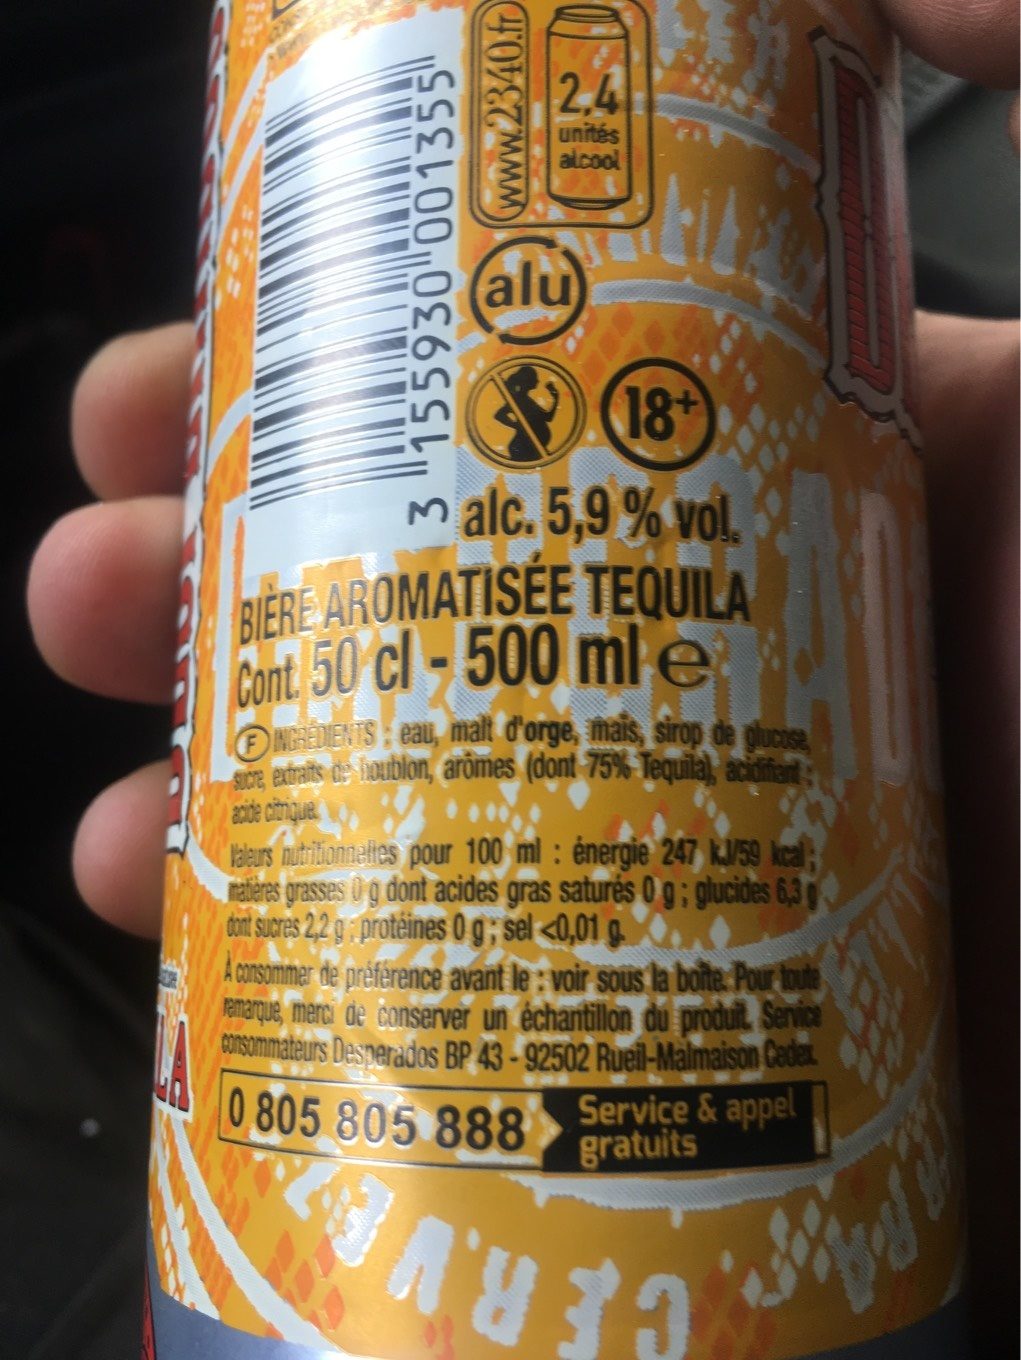 www.2340.fr
2,4
unités
alcool
alu
18+
3 155930 001355
alc. 5,9 % vol.
BIÈRE AROMATISÉE TEQUILA
Cont. 50 cl - 500 ml e
F INGRÉDIENTS : eau, malt d'orge, maïs, sirop de glucose,
sucre, extraits de houblon, arômes (dont 75% Tequila), acidifiant :
acide citrique.
Valeurs nutritionnelles pour 100 ml : énergie 247 kJ/59 kcal ;
matières grasses 0 g dont acides gras saturés 0 g ; glucides 6,3 g
dont sucres 2,2 g ; protéines 0 g ; sel <0,01 g.
À consommer de préférence avant le : voir sous la boîte. Pour toute
remarque, merci de conserver un échantillon du produit. Service
consommateurs Desperados BP 43 - 92502 Rueil-Malmaison Cedex.
0 805 805 888 Service & appel
gratuits